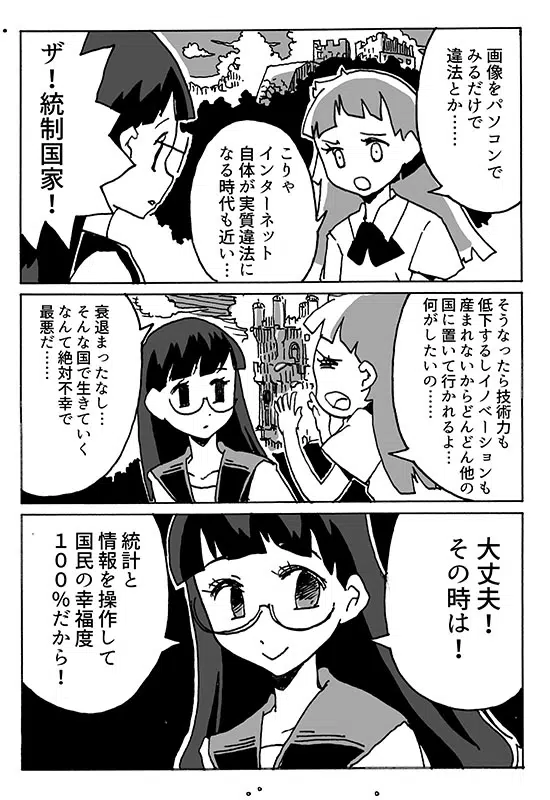 画像をパソコンで
みるだけで
違法とか……
こりゃ
インターネット
自体が実質違法に
なる時代も近い…
ザ！統制国家！
そうなったら技術力も
低下するしイノベーションも
産まれないからどんどん他の
国に置いて行かれるよ…
何がしたいの………
衰退まったなし…
そんな国で生きていく
なんて絶対不幸で
最悪だ……
大丈夫！
その時は！
統計と
情報を操作して
国民の幸福度
１００％だから！